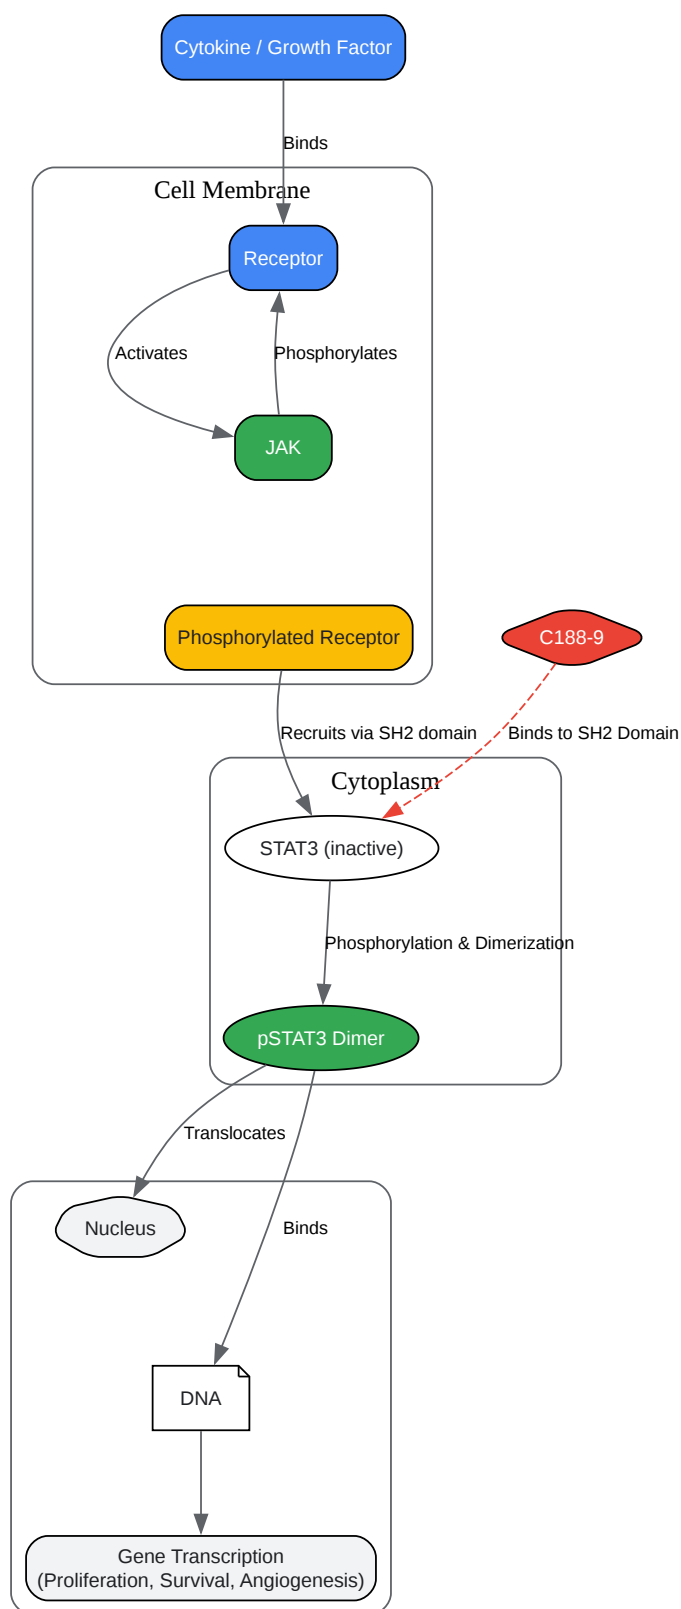 Cytokine / Growth Factor
Binds
Cell Membrane
Receptor
Activates
Phosphorylates
JAK
Phosphorylated Receptor
C188-9
Recruits via SH2 domain
Binds to SH2 Domain
Cytoplasm
STAT3 (inactive)
Phosphorylation & Dimerization
pSTAT3 Dimer
Translocates
Nucleus
Binds
DNA
Gene Transcription
(Proliferation, Survival, Angiogenesis)